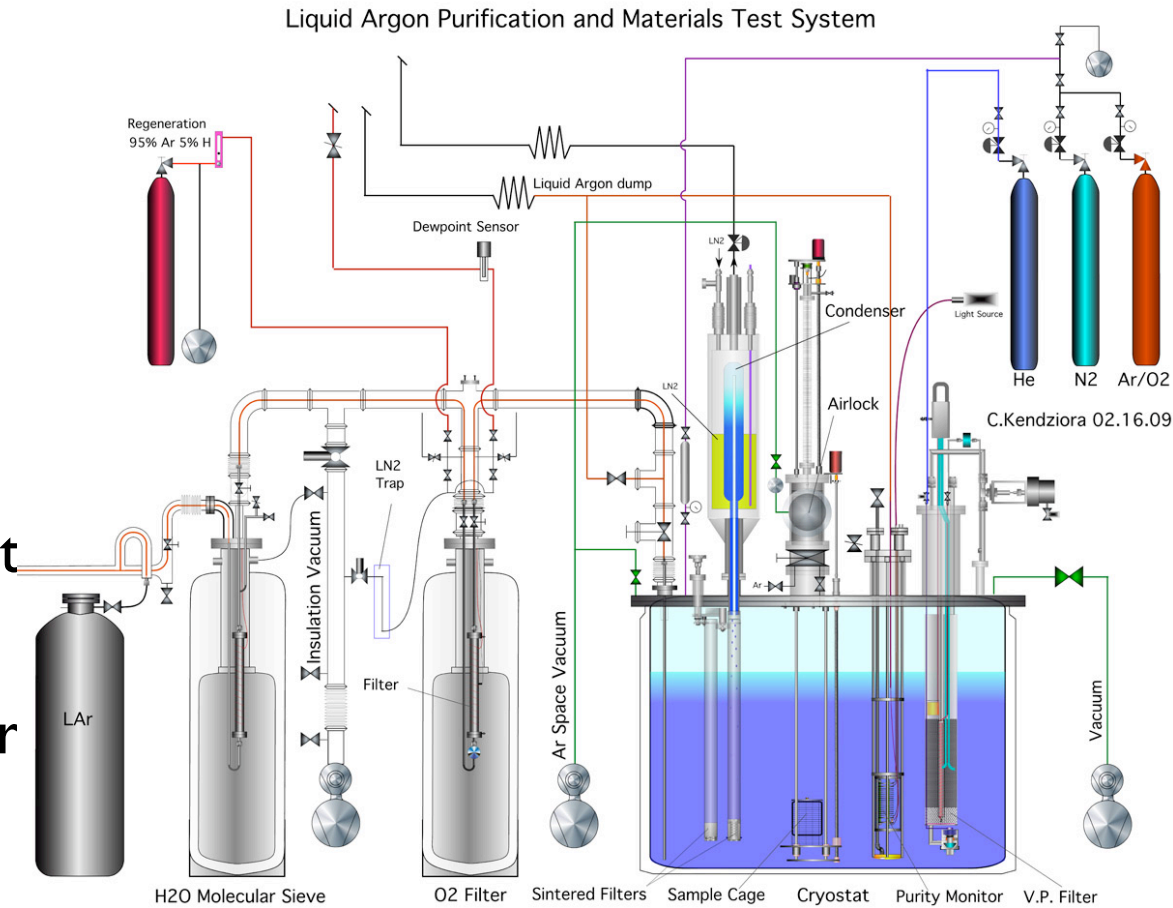 Liquid Argon Purification and Materials Test System
Regeneration
95% Ar 5% H
Liquid Argon dump
Dewpoint Sensor
LN2
Condenser
Light Source
He
N2
Ar/O2
C.Kendziora 02.16.09
LN2
Airlock
LN2
Trap
t
Insulation Vacuum
Ar
Filter
LAr
r
Ar Space Vacuum
Vacuum
H2O Molecular Sieve
O2 Filter
Sintered Filters
Sample Cage
Cryostat
Purity Monitor
V.P. Filter